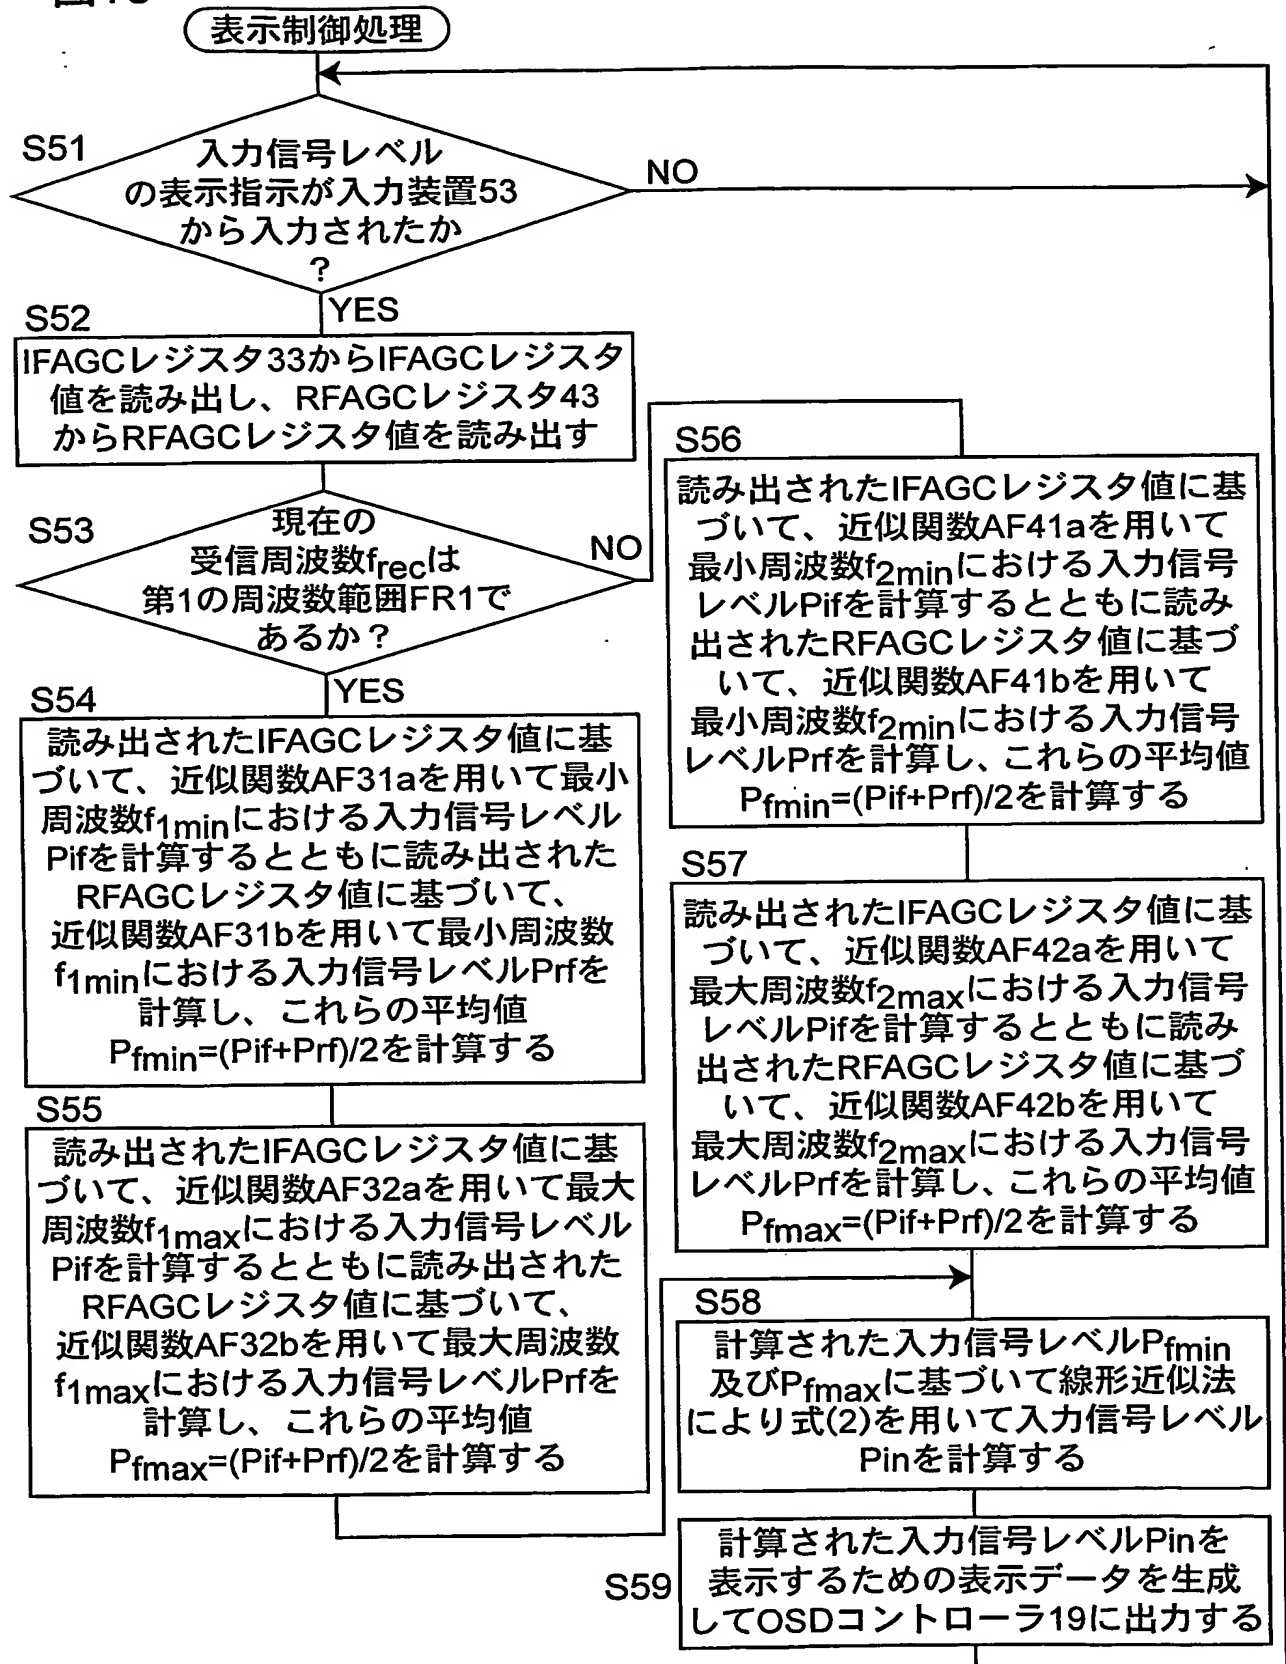 表示制御処理
S51
入力信号レベル
の表示指示が入力装置53
から入力されたか
?
NO
YES
S52
IFAGCレジスタ33からIFAGCレジスタ
値を読み出し、RFAGCレジスタ43
からRFAGCレジスタ値を読み出す
S53
現在の
受信周波数frecは
第1の周波数範囲FR1で
あるか？
NO
YES
S54
読み出されたIFAGCレジスタ値に基
づいて、近似関数AF31aを用いて最小
周波数f1minにおける入力信号レベル
Pifを計算するとともに読み出された
RFAGCレジスタ値に基づいて、
近似関数AF31bを用いて最小周波数
f1minにおける入力信号レベルPrfを
計算し、これらの平均値
Pfmin=(Pif+Prf)/2を計算する
S55
読み出されたIFAGCレジスタ値に基
づいて、近似関数AF32aを用いて最大
周波数f1maxにおける入力信号レベル
Pifを計算するとともに読み出された
RFAGCレジスタ値に基づいて、
近似関数AF32bを用いて最大周波数
f1maxにおける入力信号レベルPrfを
計算し、これらの平均値
Pfmax=(Pif+Prf)/2を計算する
S56
読み出されたIFAGCレジスタ値に基
づいて、近似関数AF41aを用いて
最小周波数f2minにおける入力信号
レベルPifを計算するとともに読み
出されたRFAGCレジスタ値に基づ
いて、近似関数AF41bを用いて
最小周波数f2minにおける入力信号
レベルPrfを計算し、これらの平均値
Pfmin=(Pif+Prf)/2を計算する
S57
読み出されたIFAGCレジスタ値に基
づいて、近似関数AF42aを用いて
最大周波数f2maxにおける入力信号
レベルPifを計算するとともに読み
出されたRFAGCレジスタ値に基づ
いて、近似関数AF42bを用いて
最大周波数f2maxにおける入力信号
レベルPrfを計算し、これらの平均値
Pfmax=(Pif+Prf)/2を計算する
S58
計算された入力信号レベルPfmin
及びPfmaxに基づいて線形近似法
により式(2)を用いて入力信号レベル
Pinを計算する
S59
計算された入力信号レベルPinを
表示するための表示データを生成
してOSDコントローラ19に出力する